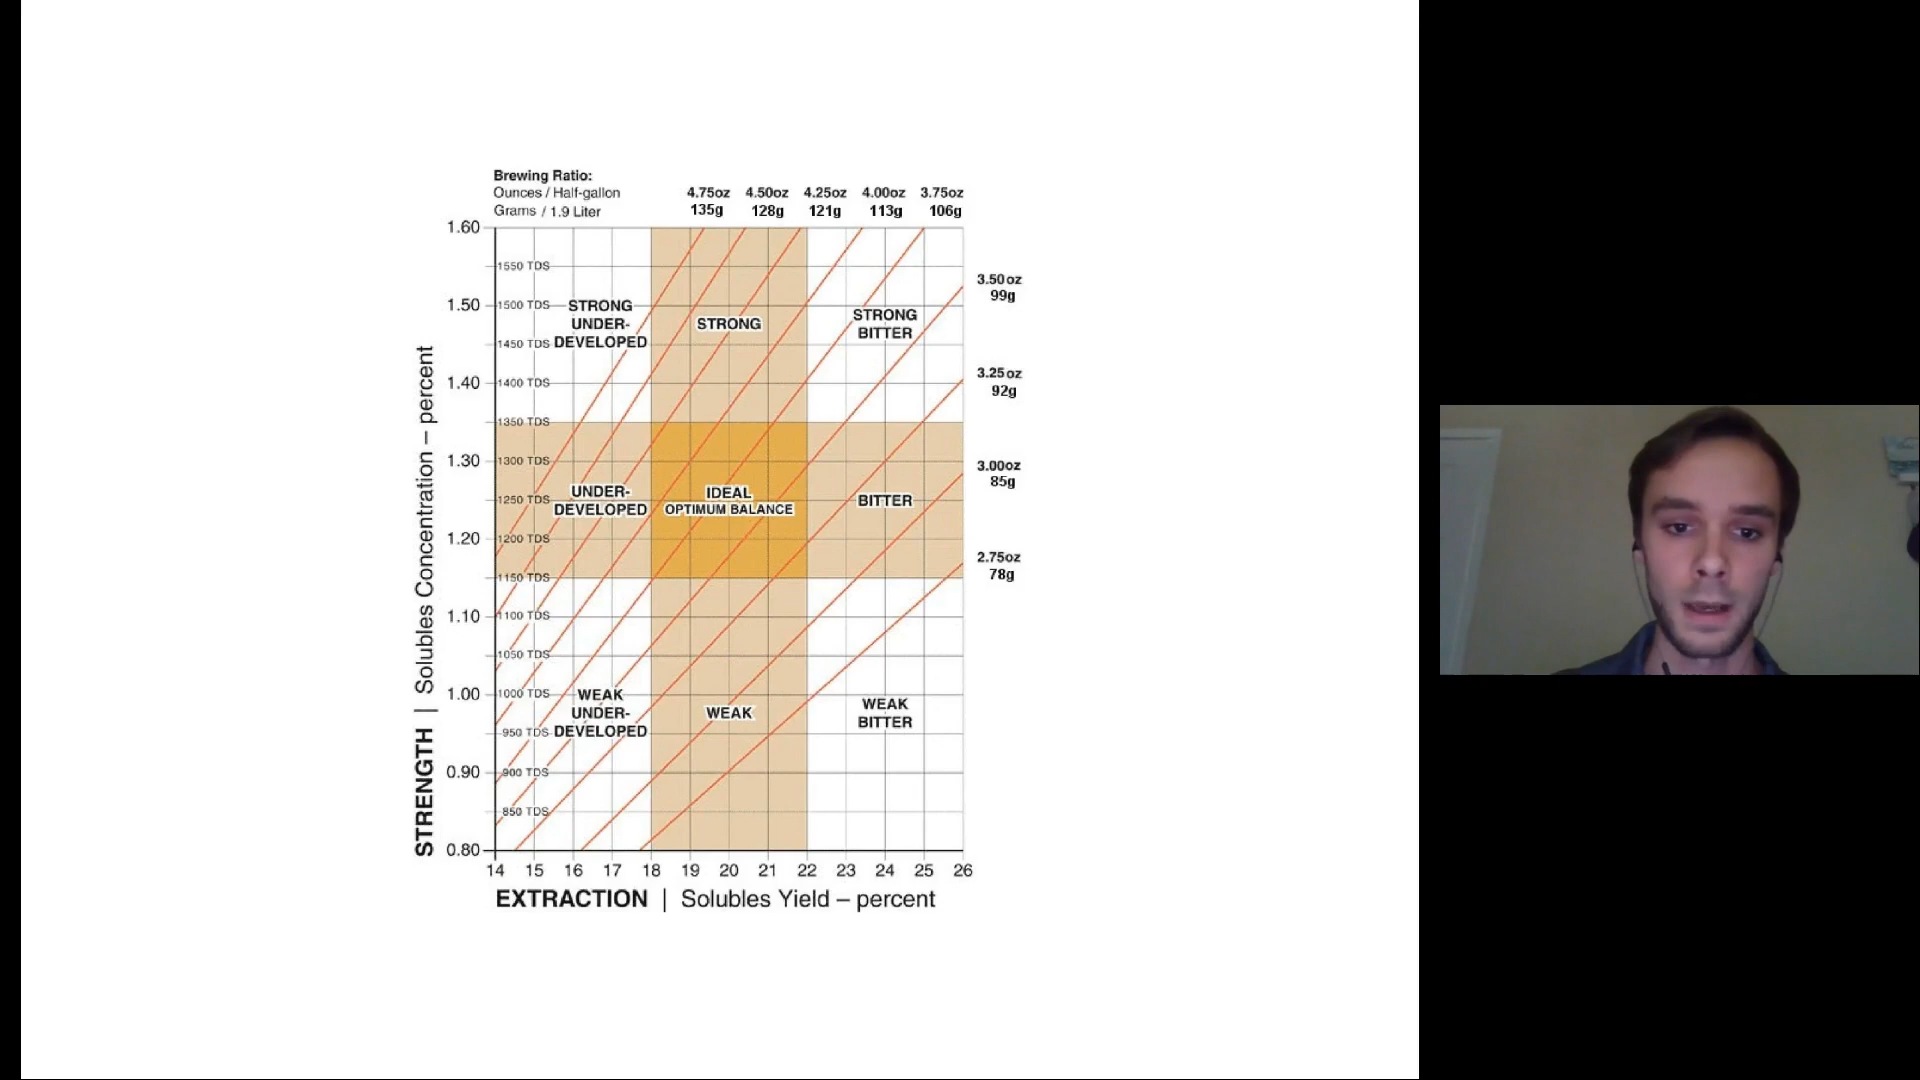 Brewing Ratio:
Ounces / Half-gallon 4.75oz 4.50oz 4.25oz 4.00oz 3.75oz
Grams / 1.9 Liter 135g 128g 121g 113g 106g
1.60
1550 TDS
3.50oz
99g
1.50
1500 TDS
STRONG
UNDER-
DEVELOPED
STRONG
STRONG
BITTER
1450 TDS
3.25oz
92g
1.40
1400 TDS
1350 TDS
1.30
1300 TDS
3.00oz
85g
1250 TDS
UNDER-
DEVELOPED
IDEAL
OPTIMUM BALANCE
BITTER
1.20
1200 TDS
2.75oz
78g
1150 TDS
1.10
1100 TDS
1050 TDS
1.00
1000 TDS
WEAK
UNDER-
DEVELOPED
WEAK
WEAK
BITTER
950 TDS
0.90
900 TDS
850 TDS
0.80
14 15 16 17 18 19 20 21 22 23 24 25 26
STRENGTH | Solubles Concentration – percent
EXTRACTION | Solubles Yield – percent